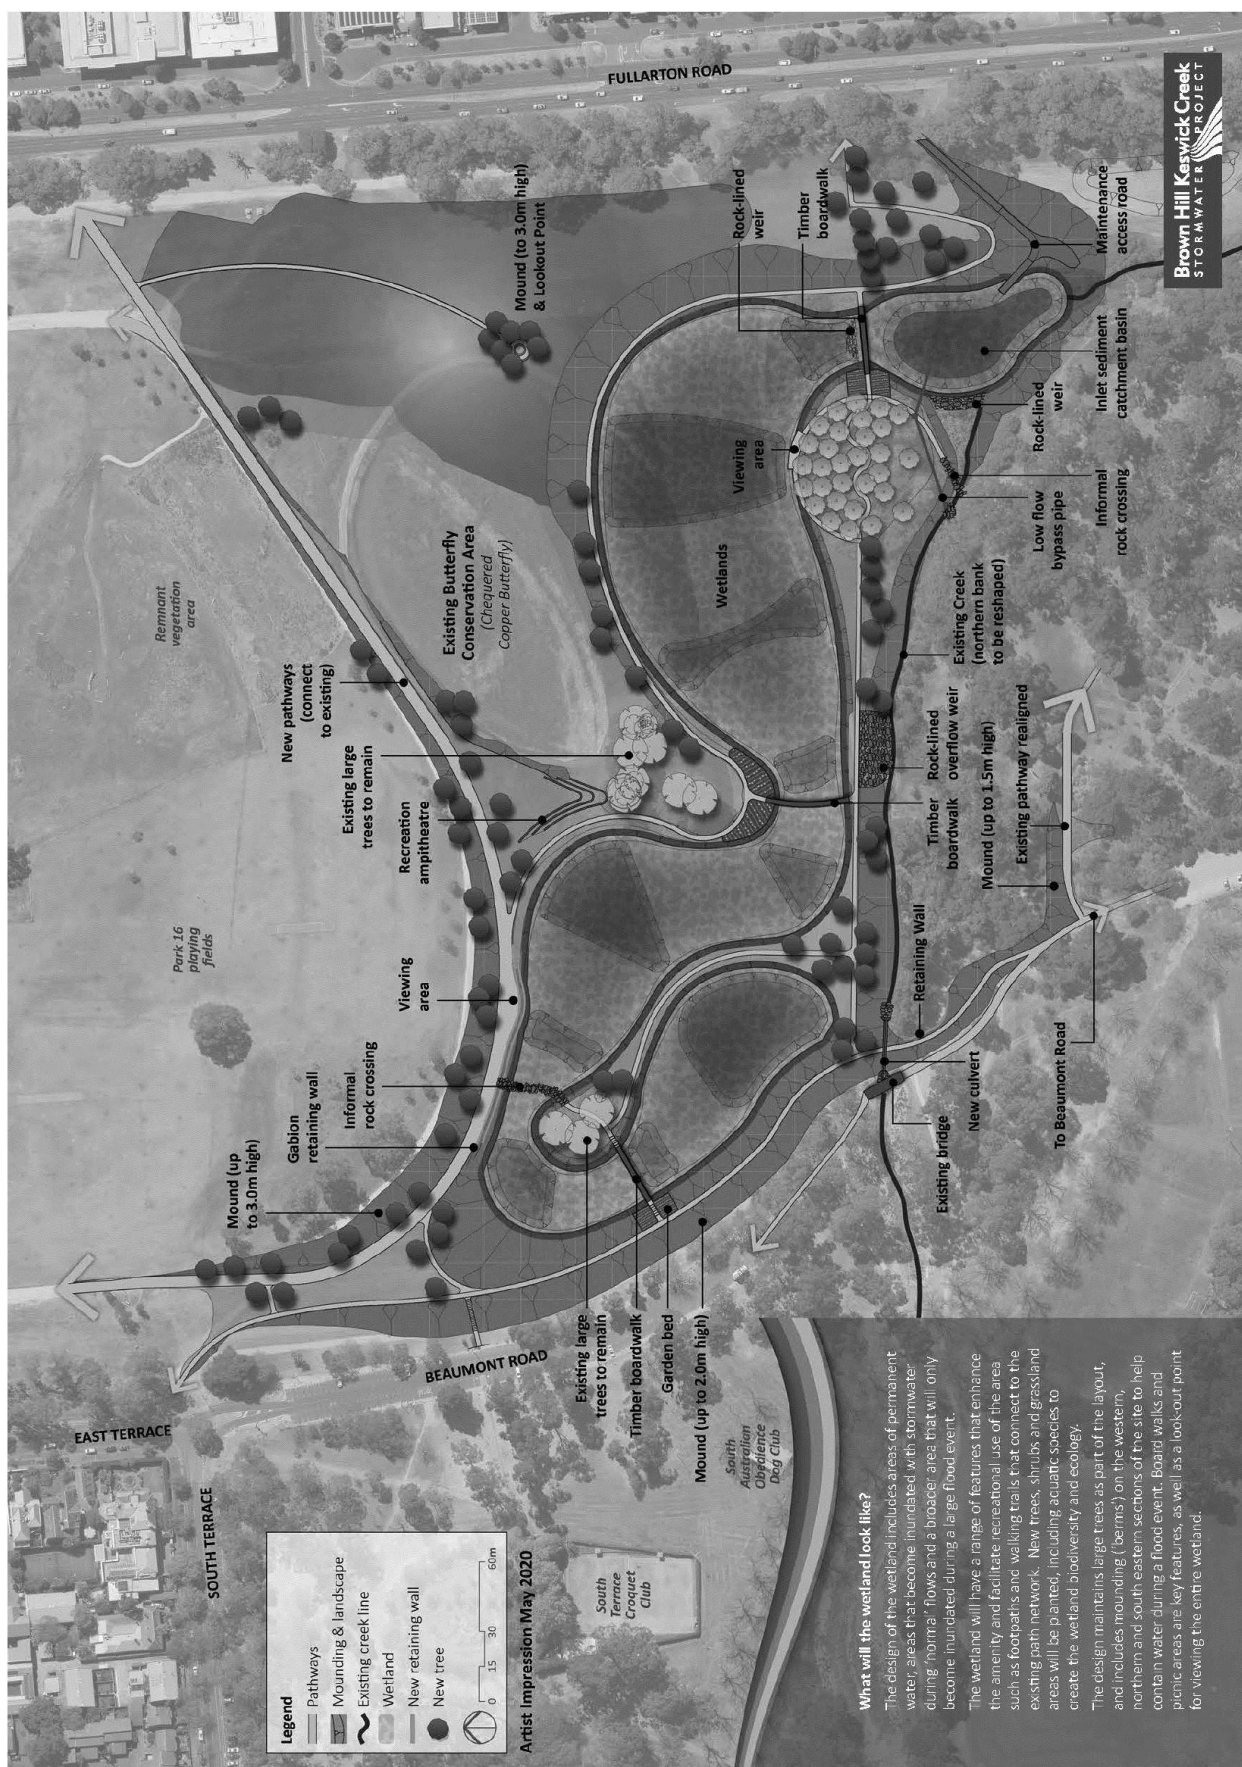 FULLARTON ROAD
Brown Hill Keswick Creek
STORMWATER PROJECT
Mound (to 3.0m high)
& Lookout Point
Rock-lined
weir
Timber
boardwalk
Maintenance
access road
Inlet sediment
catchment basin
Rock-lined
weir
Informal
rock crossing
Low flow
bypass pipe
Viewing
area
Wetlands
Existing Creek
(northern bank
to be reshaped)
Existing Butterfly
Conservation Area
(Chequered
Copper Butterfly)
Remnant
vegetation
area
New pathways
(connect
to existing)
Existing large
trees to remain
Recreation
ampitheatre
Rock-lined
overflow weir
Timber
boardwalk
Mound (up to 1.5m high)
Existing pathway realigned
Park 16
playing
fields
Viewing
area
Retaining Wall
Informal
rock crossing
Gabion
retaining wall
New culvert
To Beaumont Road
Existing bridge
Mound (up
to 3.0m high)
Existing large
trees to remain
Timber boardwalk
Garden bed
Mound (up to 2.0m high)
BEAUMONT ROAD
EAST TERRACE
SOUTH TERRACE
South
Australian
Obedience
Dog Club
South
Terrace
Croquet
Club
Legend
Pathways
Mounding & landscape
Existing creek line
Wetland
New retaining wall
New tree
0 15 30 60m
Artist Impression May 2020
What will the wetland look like?
The design of the wetland includes areas of permanent
water, areas that become inundated with stormwater
during ‘normal’ flows and a broader area that will only
become inundated during a large flood event.
The wetland will have a range of features that enhance
the amenity and facilitate recreational use of the area
such as footpaths and walking trails that connect to the
existing path network. New trees, shrubs and grassland
areas will be planted, including aquatic species to
create the wetland biodiversity and ecology.
The design maintains large trees as part of the layout,
and includes mounding (‘berms’) on the western,
northern and south eastern sections of the site to help
contain water during a flood event. Board walks and
picnic areas are key features, as well as a look-out point
for viewing the entire wetland.